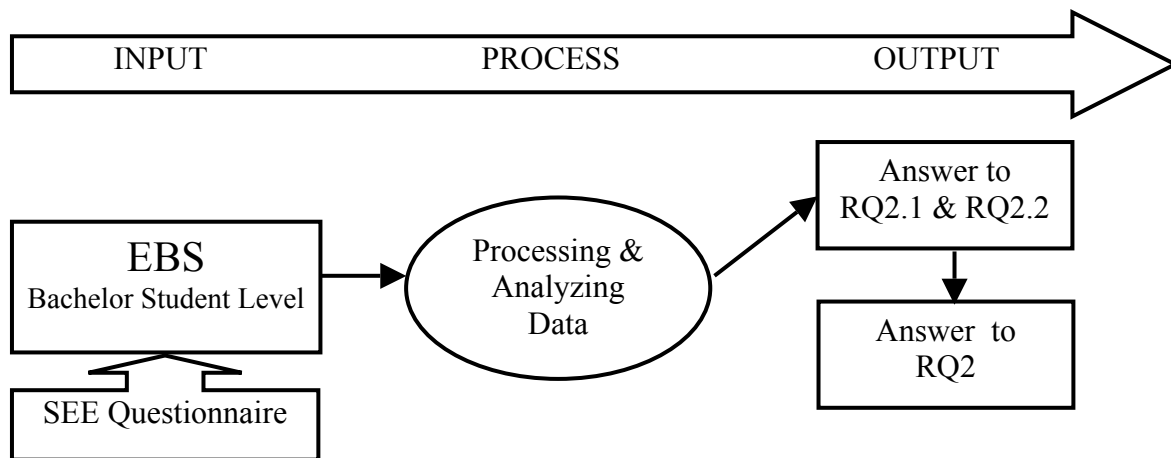 INPUT PROCESS OUTPUT
EBS
Bachelor Student Level
SEE Questionnaire
Processing &
Analyzing
Data
Answer to
RQ2.1 & RQ2.2
Answer to
RQ2